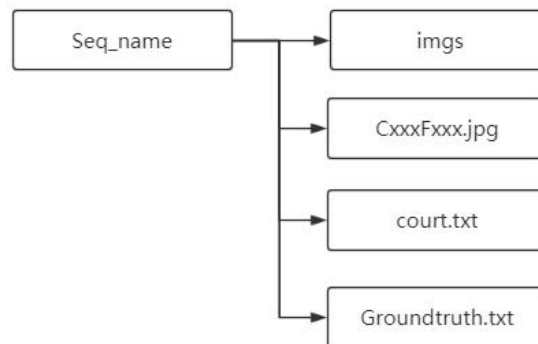 Seq_name
imgs
CxxxFxxx.jpg
court.txt
Groundtruth.txt